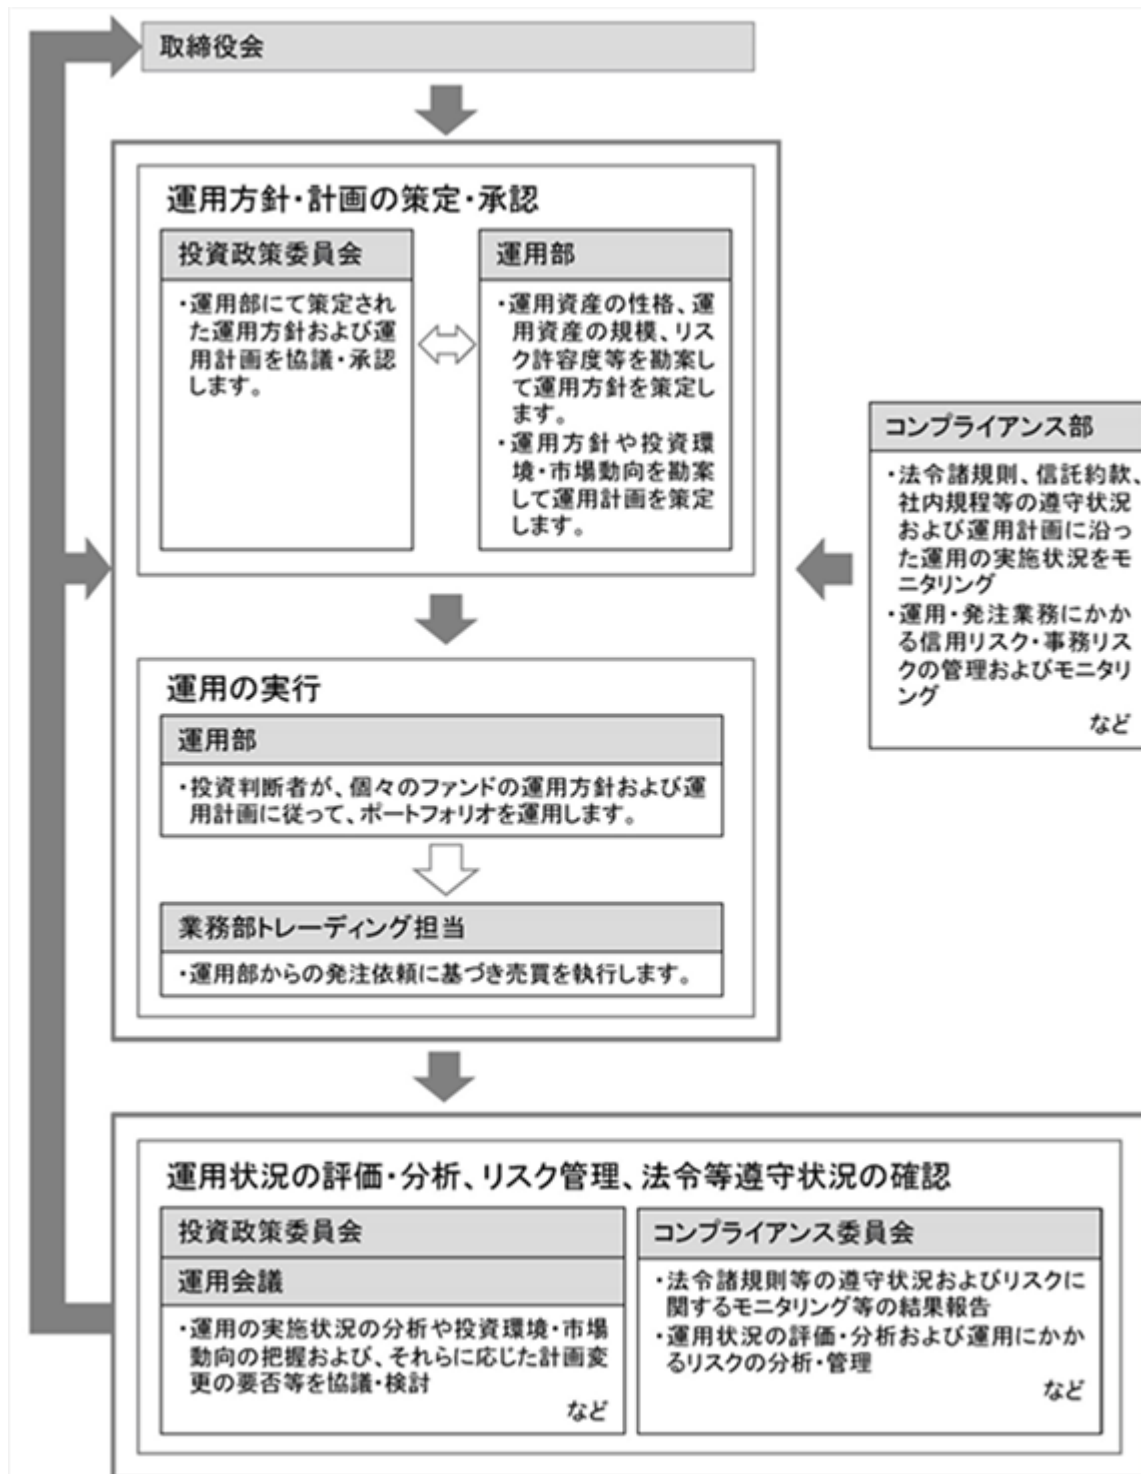 取締役会
運用方針・計画の策定・承認
投資政策委員会
・運用部にて策定され
た運用方針および運
用計画を協議・承認
します。
運用部
・運用資産の性格、運
用資産の規模、リス
ク許容度等を勘案し
て運用方針を策定し
ます。
・運用方針や投資環
境・市場動向を勘案
して運用計画を策定
します。
コンプライアンス部
・法令諸規則、信託約款、
社内規程等の遵守状況
および運用計画に沿っ
た運用の実施状況をモ
ニタリング
・運用・発注業務にかか
る信用リスク・事務リス
クの管理およびモニタリ
ング
など
運用の実行
運用部
・投資判断者が、個々のファンドの運用方針および運
用計画に従って、ポートフォリオを運用します。
業務部トレーディング担当
・運用部からの発注依頼に基づき売買を執行します。
運用状況の評価・分析、リスク管理、法令等遵守状況の確認
投資政策委員会
運用会議
・運用の実施状況の分析や投資環境・市場
動向の把握および、それらに応じた計画変
更の要否等を協議・検討
など
コンプライアンス委員会
・法令諸規則等の遵守状況およびリスクに
関するモニタリング等の結果報告
・運用状況の評価・分析および運用にかか
るリスクの分析・管理
など